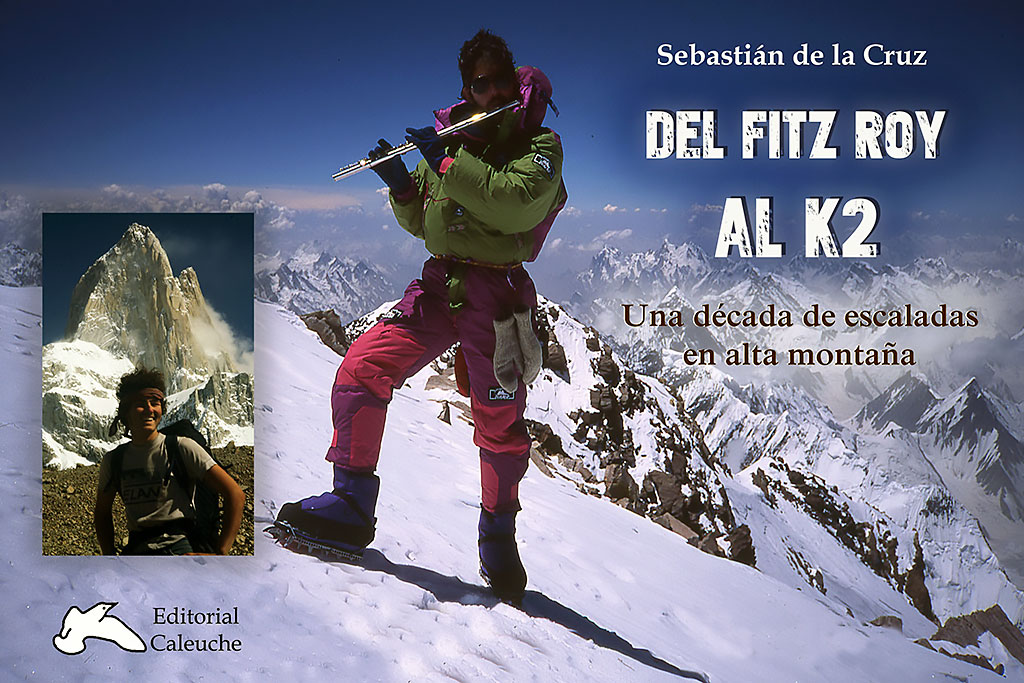 Sebastián de la Cruz
DEL FITZ ROY
AL K2
Una década de escaladas
en alta montaña
Editorial
Caleuche